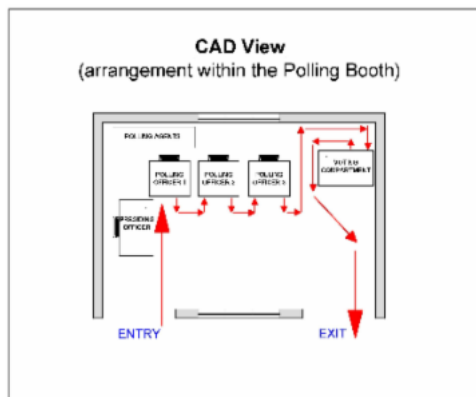 CAD View
(arrangement within the Polling Booth)
POLLING AGENTS
POLLING
OFFICER 1
POLLING
OFFICER 2
POLLING
OFFICER 3
VOTING
COMPARTMENT
PRESIDING
OFFICER
ENTRY
EXIT